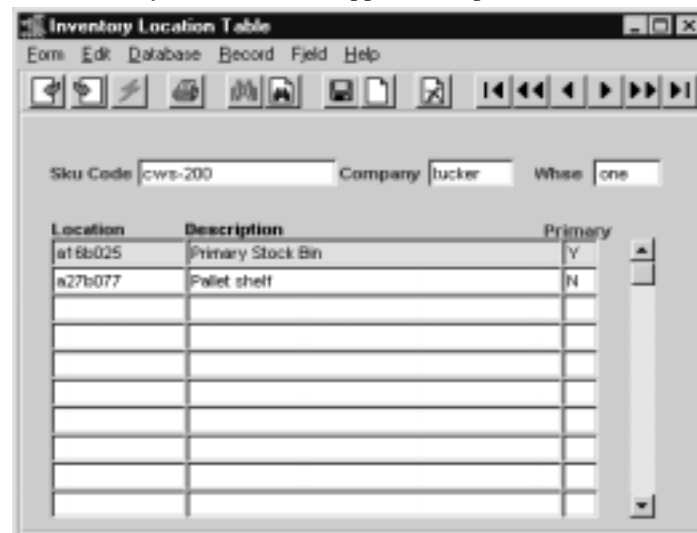 Inventory Location Table
Form Edit Database Record Field Help
Sku Code cws-200 Company tucker Whse one
Location Description Primary
a16b025 Primary Stock Bin Y
a27b077 Pallet shelf N